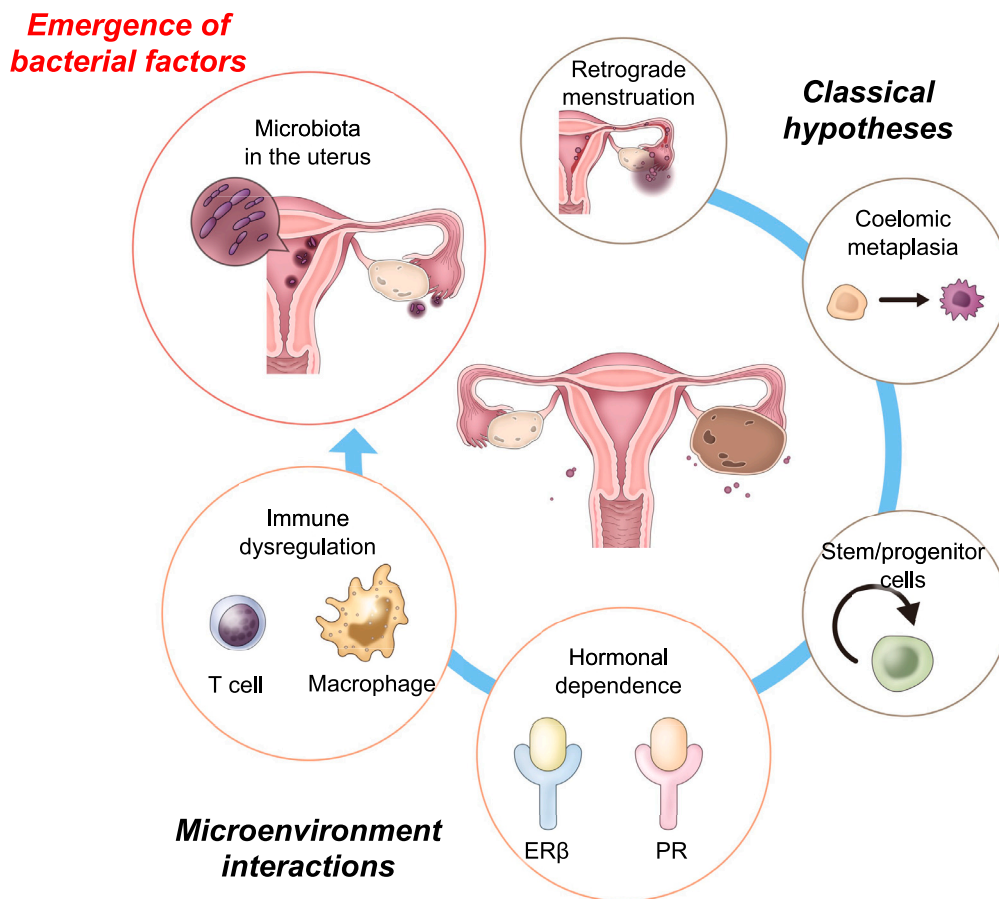 Emergence of
bacterial factors
Microbiota
in the uterus
Retrograde
menstruation
Classical
hypotheses
Coelomic
metaplasia
Stem/progenitor
cells
Hormonal
dependence
ERβ
PR
Immune
dysregulation
T cell
Macrophage
Microenvironment
interactions